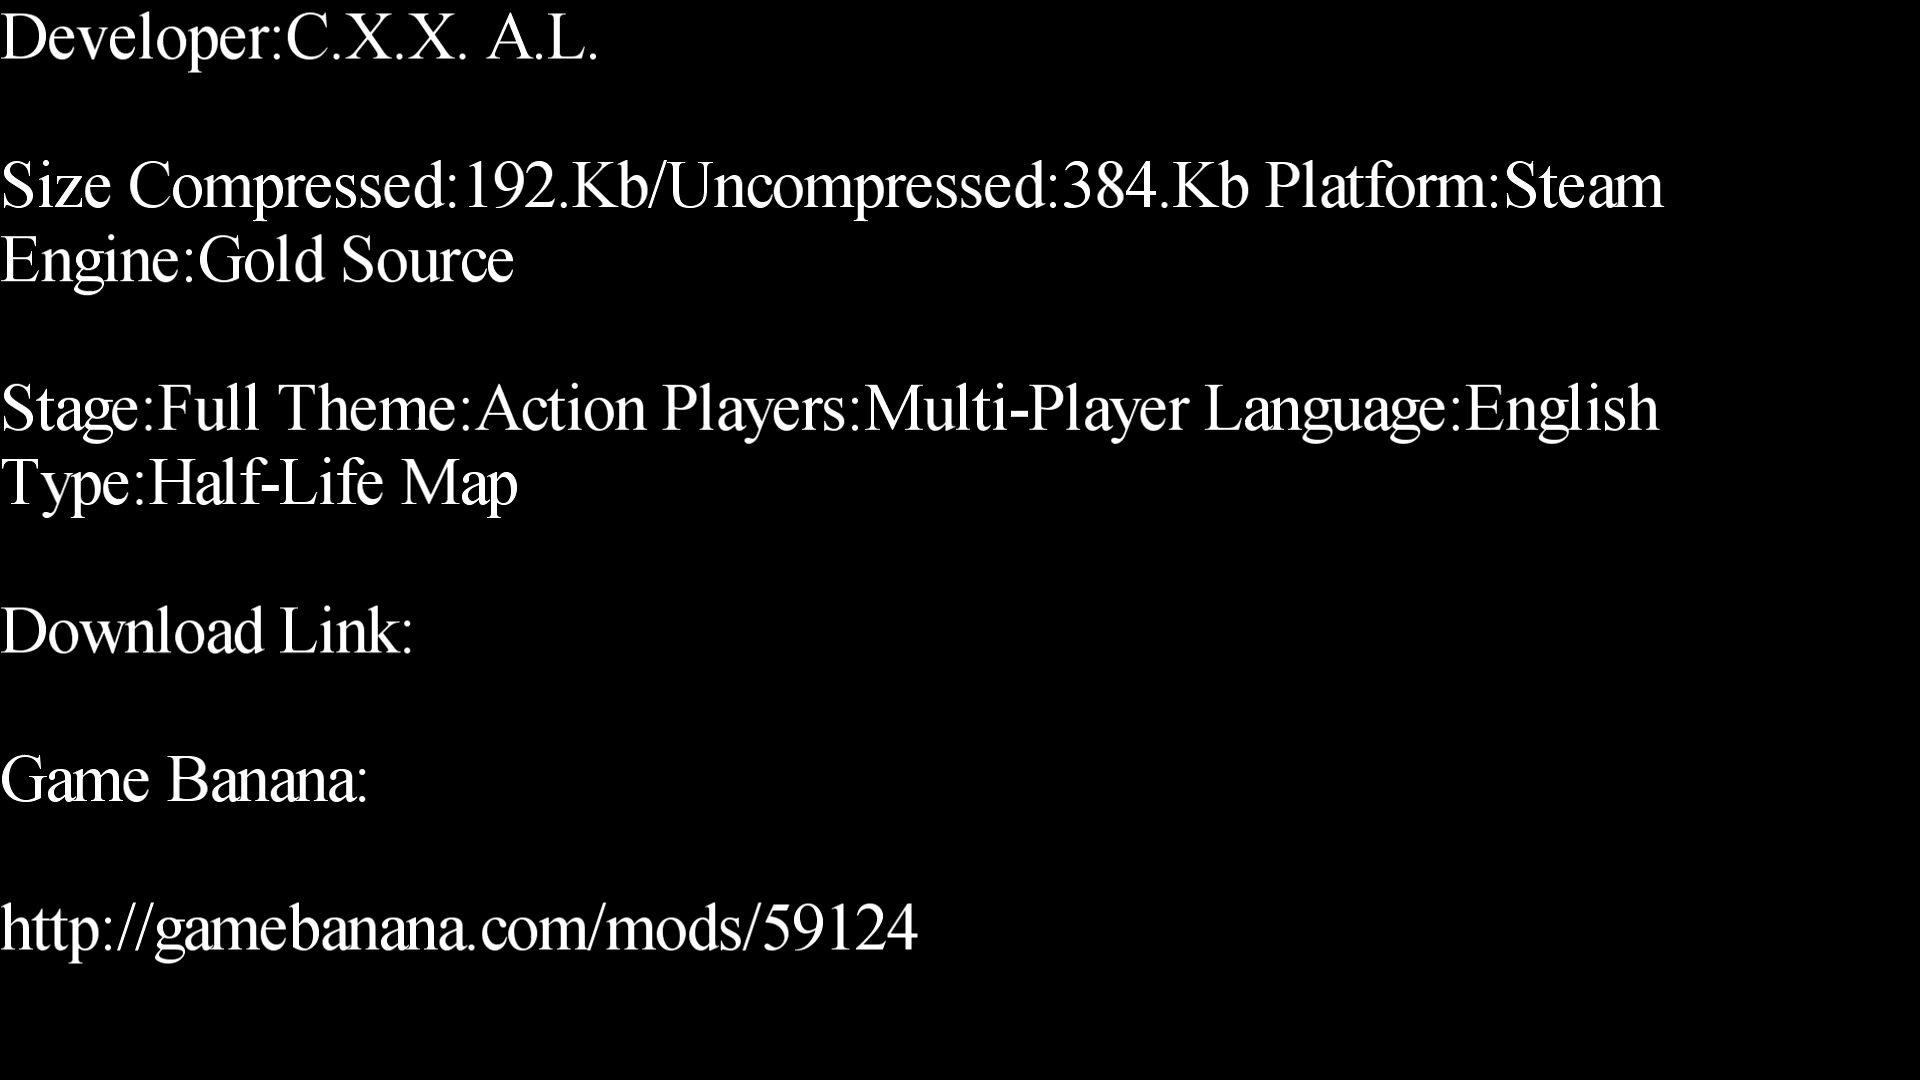 Developer:C.X.X. A.L.
Size Compressed:192.Kb/Uncompressed:384.Kb Platform:Steam
Engine:Gold Source
Stage:Full Theme:Action Players:Multi-Player Language:English
Type:Half-Life Map
Download Link:
Game Banana:
http://gamebanana.com/mods/59124